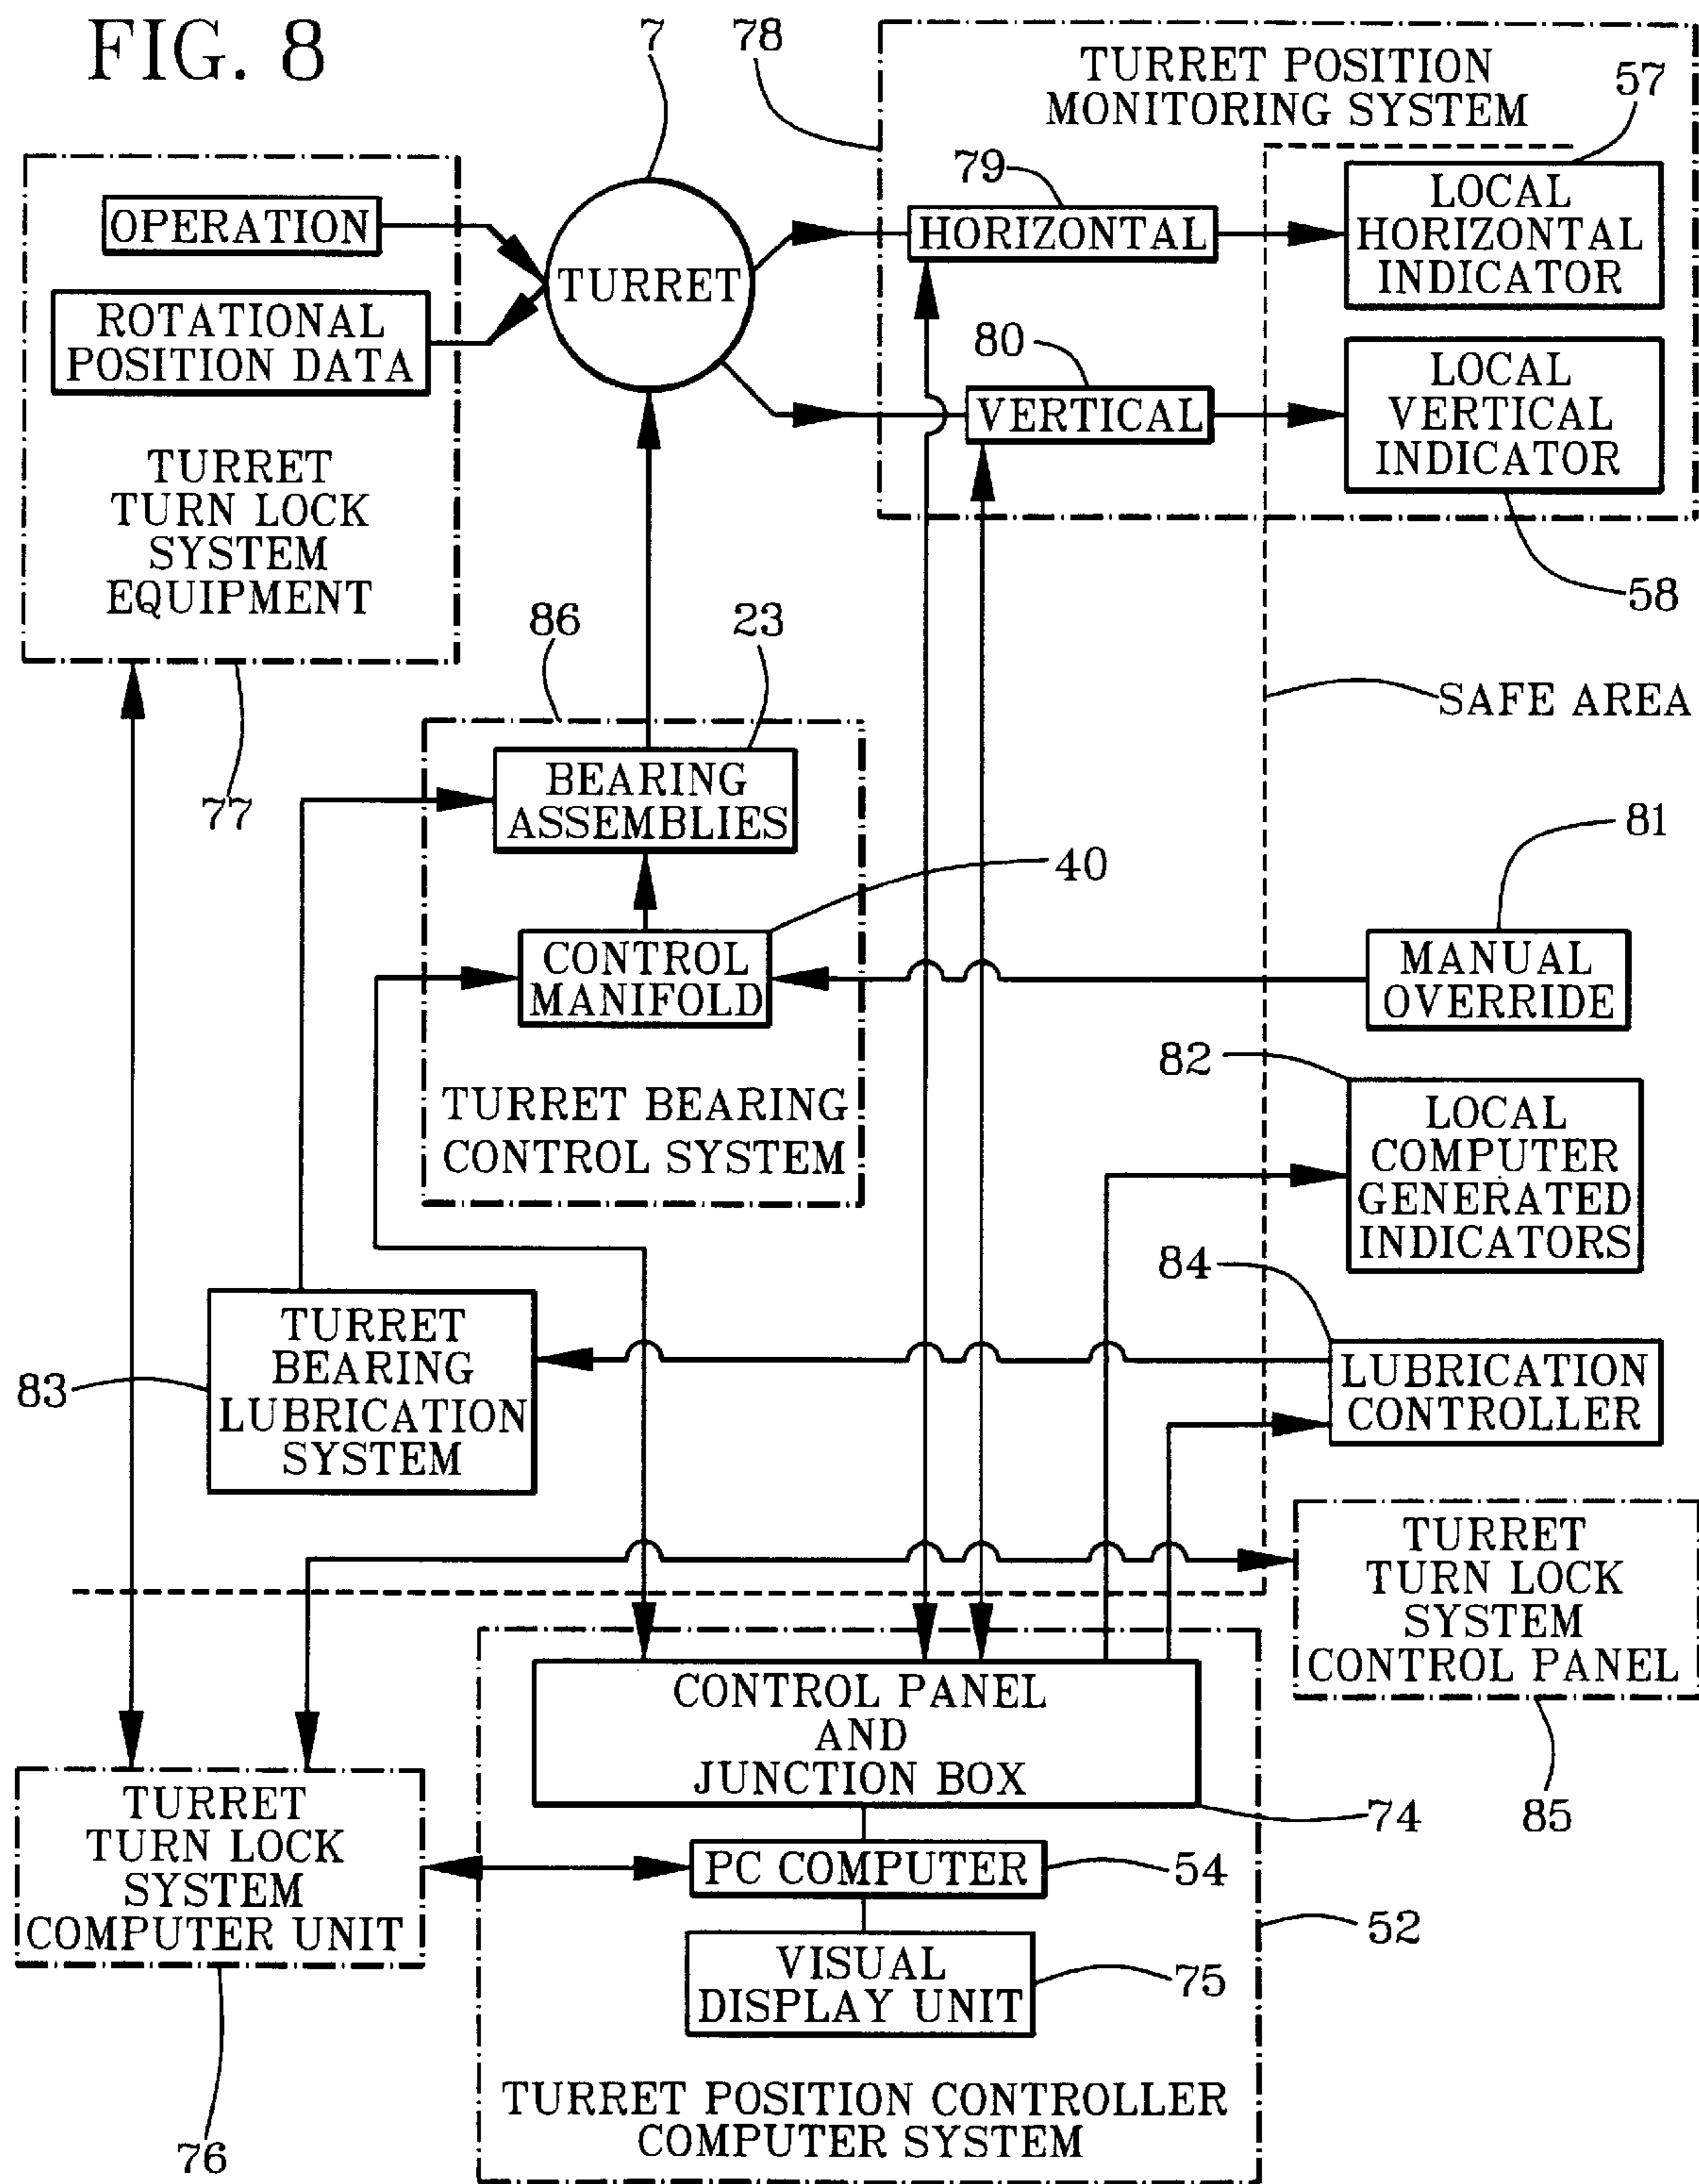 FIG. 8
7
78
TURRET POSITION
MONITORING SYSTEM
57
79
OPERATION
ROTATIONAL
POSITION DATA
TURRET
TURN LOCK
SYSTEM
EQUIPMENT
TURRET
HORIZONTAL
LOCAL
HORIZONTAL
INDICATOR
80
VERTICAL
LOCAL
VERTICAL
INDICATOR
58
86
23
SAFE AREA
77
BEARING
ASSEMBLIES
81
40
CONTROL
MANIFOLD
MANUAL
OVERRIDE
82
TURRET BEARING
CONTROL SYSTEM
LOCAL
COMPUTER
GENERATED
INDICATORS
84
83
TURRET
BEARING
LUBRICATION
SYSTEM
LUBRICATION
CONTROLLER
TURRET
TURN LOCK
SYSTEM
CONTROL PANEL
85
CONTROL PANEL
AND
JUNCTION BOX
74
TURRET
TURN LOCK
SYSTEM
COMPUTER UNIT
76
PC COMPUTER
54
52
VISUAL
DISPLAY UNIT
75
TURRET POSITION CONTROLLER
COMPUTER SYSTEM